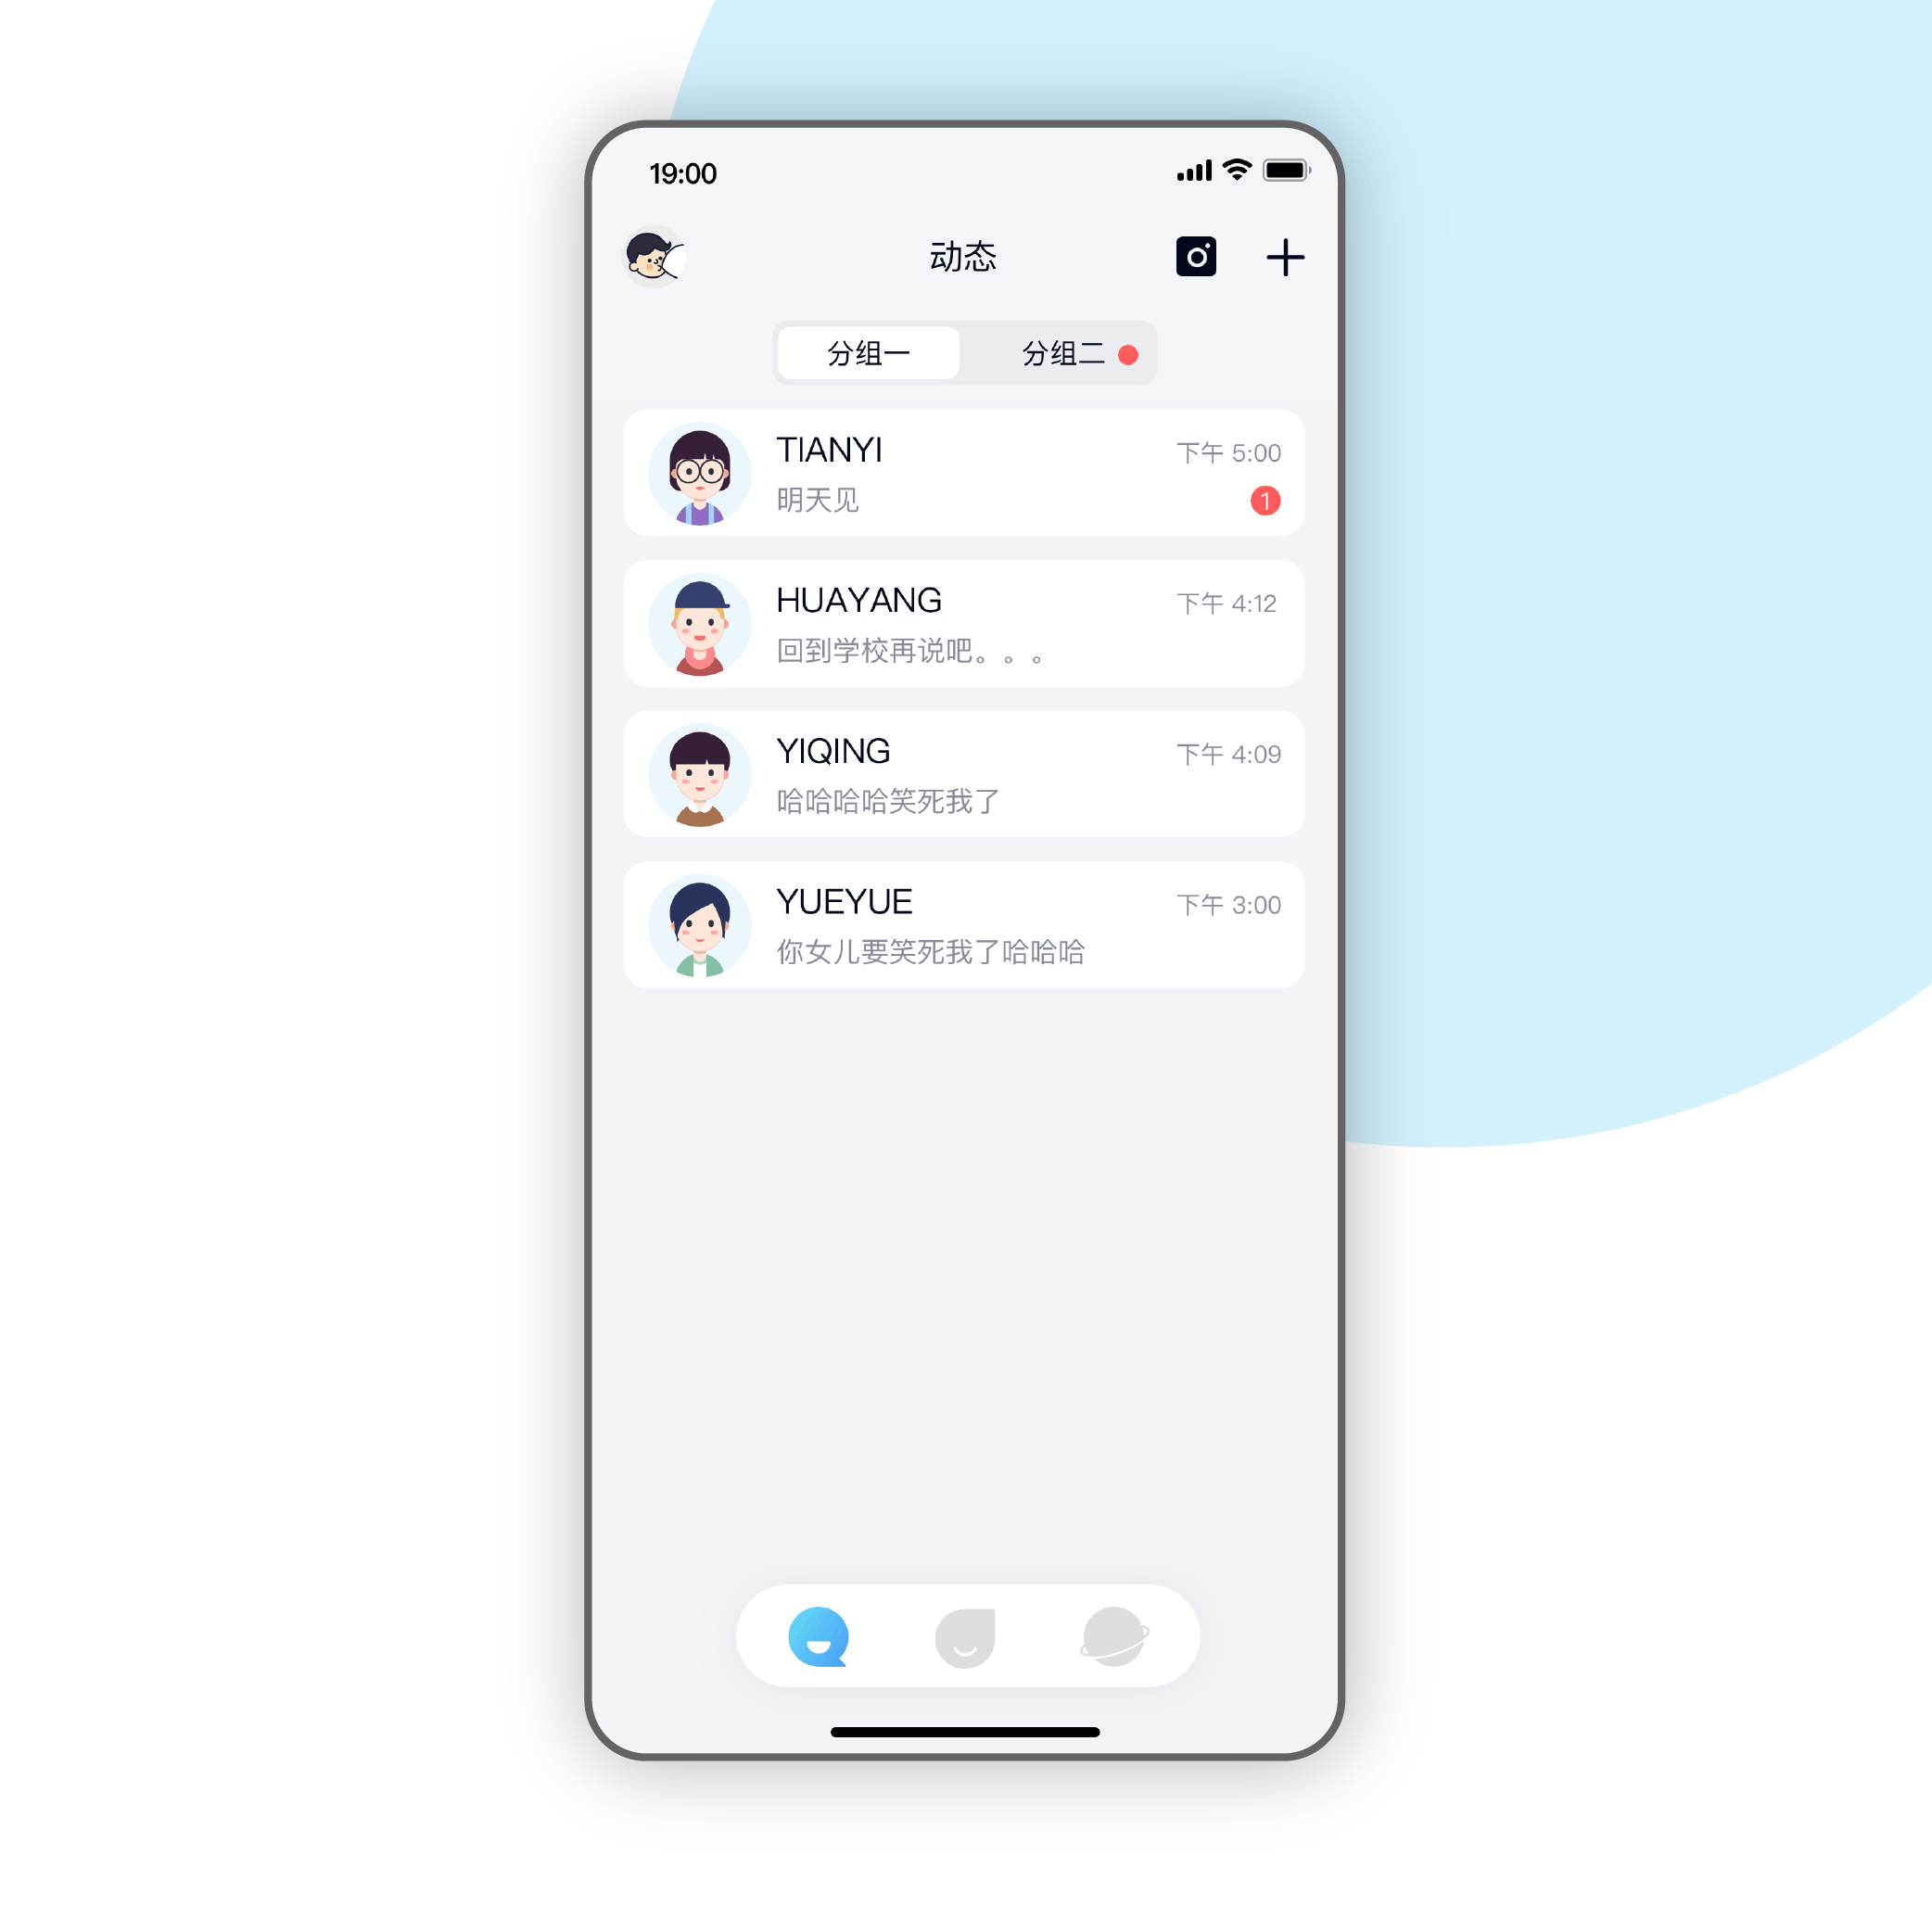 19:00
动态
分组一 分组二
TIANYI 下午 5:00
明天见 1
HUAYANG 下午 4:12
回到学校再说吧。。。
YIQING 下午 4:09
哈哈哈哈笑死我了
YUEYUE 下午 3:00
你女儿要笑死我了哈哈哈